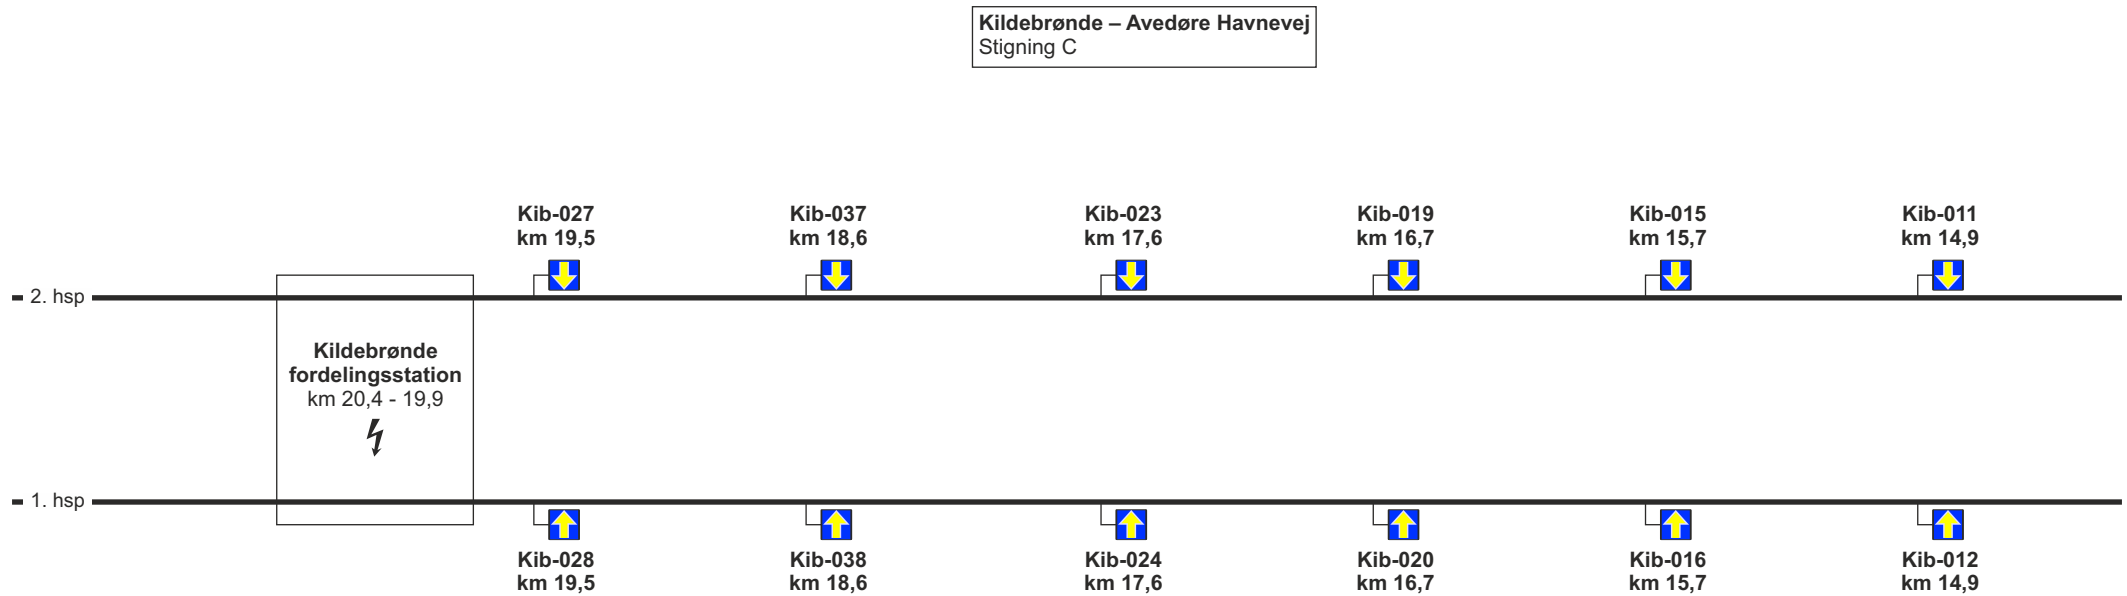 Kildebrønde – Avedøre Havnevej
Stigning C
Kib-027
km 19,5
Kib-037
km 18,6
Kib-023
km 17,6
Kib-019
km 16,7
Kib-015
km 15,7
Kib-011
km 14,9
2. hsp
Kildebrønde
fordelingsstation
km 20,4 - 19,9
1. hsp
Kib-028
km 19,5
Kib-038
km 18,6
Kib-024
km 17,6
Kib-020
km 16,7
Kib-016
km 15,7
Kib-012
km 14,9